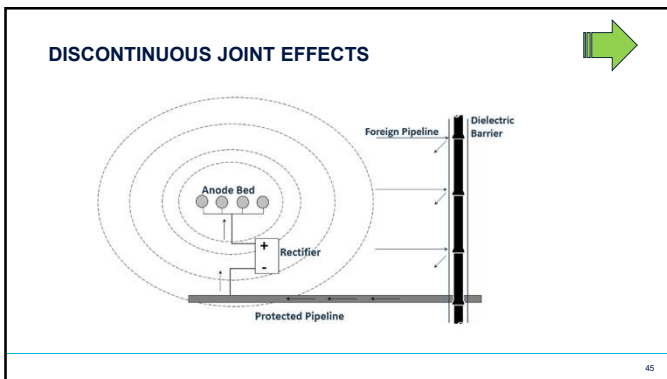 DISCONTINUOUS JOINT EFFECTS
Foreign Pipeline
Dielectric
Barrier
Anode Bed
+
Rectifier
-
Protected Pipeline
45